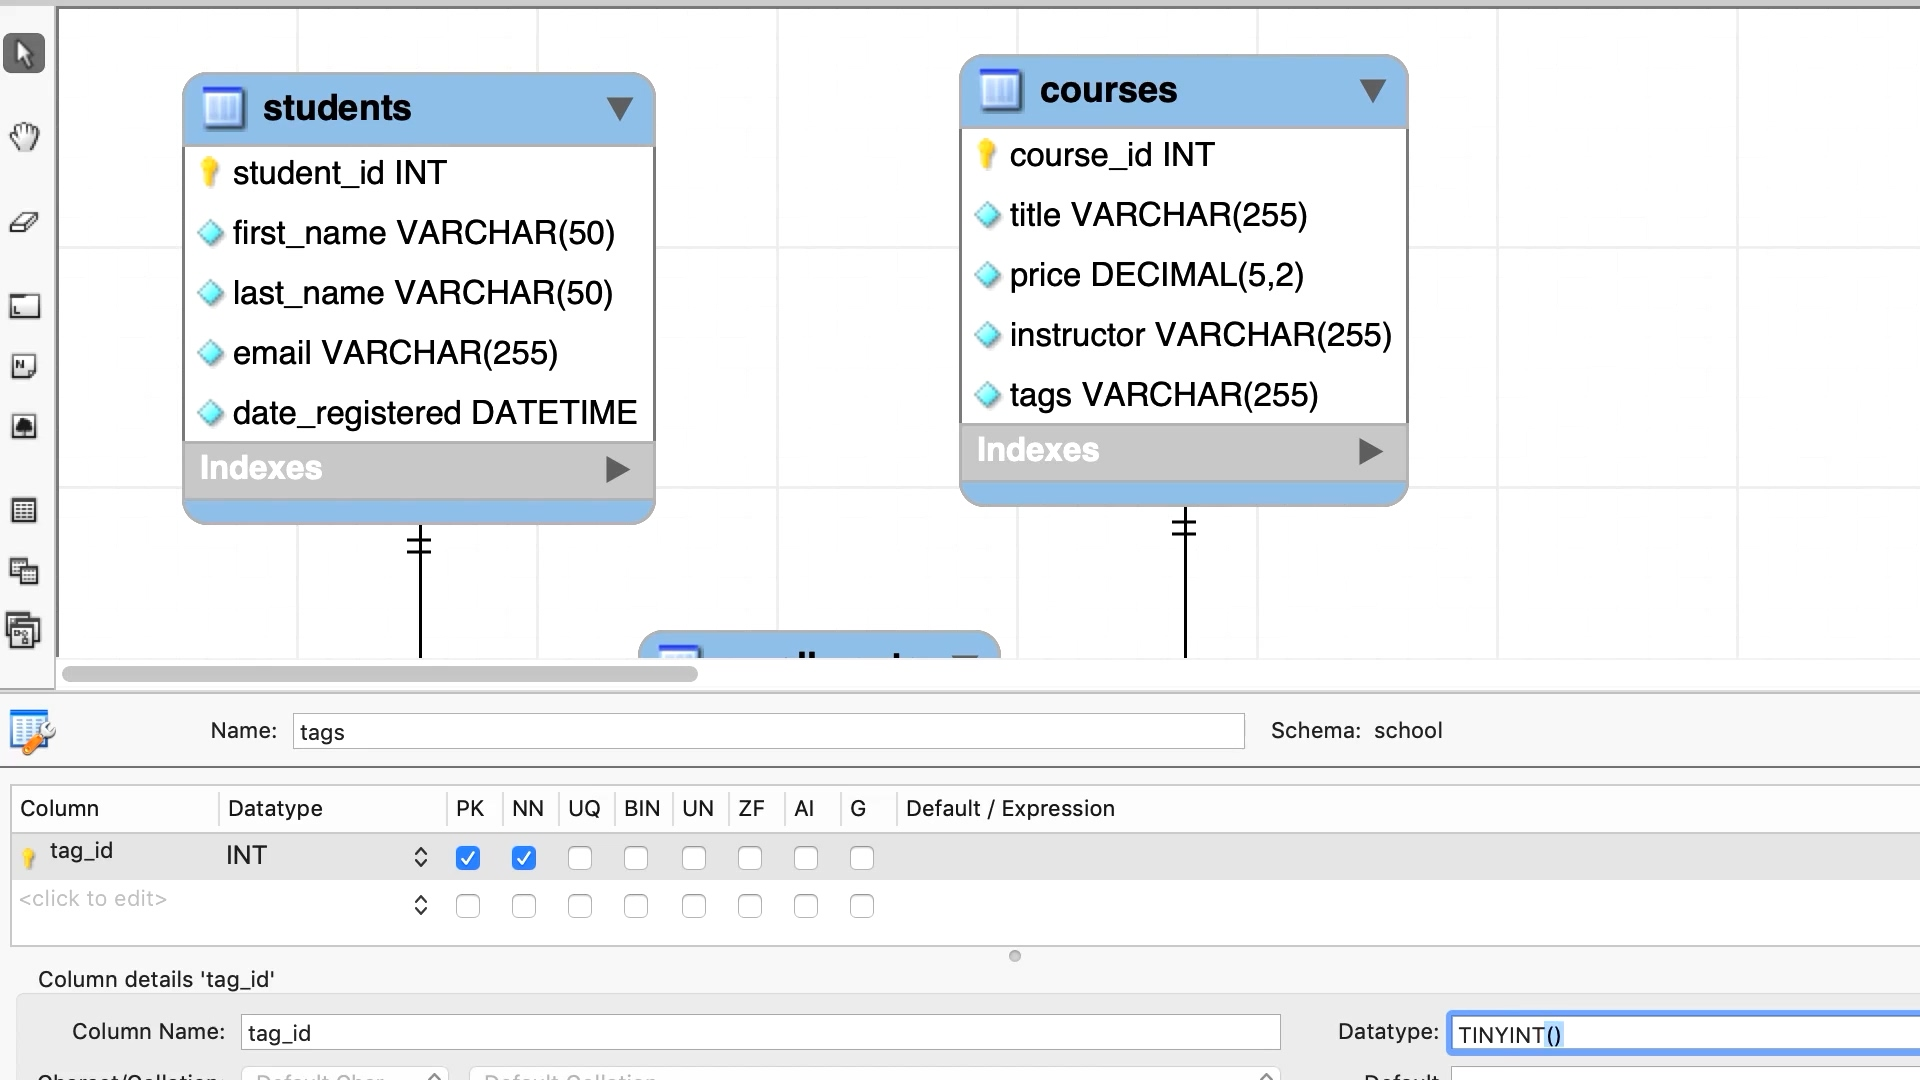 students
student_id INT
first_name VARCHAR(50)
last_name VARCHAR(50)
email VARCHAR(255)
date_registered DATETIME
Indexes
courses
course_id INT
title VARCHAR(255)
price DECIMAL(5,2)
instructor VARCHAR(255)
tags VARCHAR(255)
Indexes
Name: tags Schema: school
Column Datatype PK NN UQ BIN UN ZF AI G Default / Expression
tag_id INT
<click to edit>
Column details 'tag_id'
Column Name: tag_id Datatype: TINYINT()